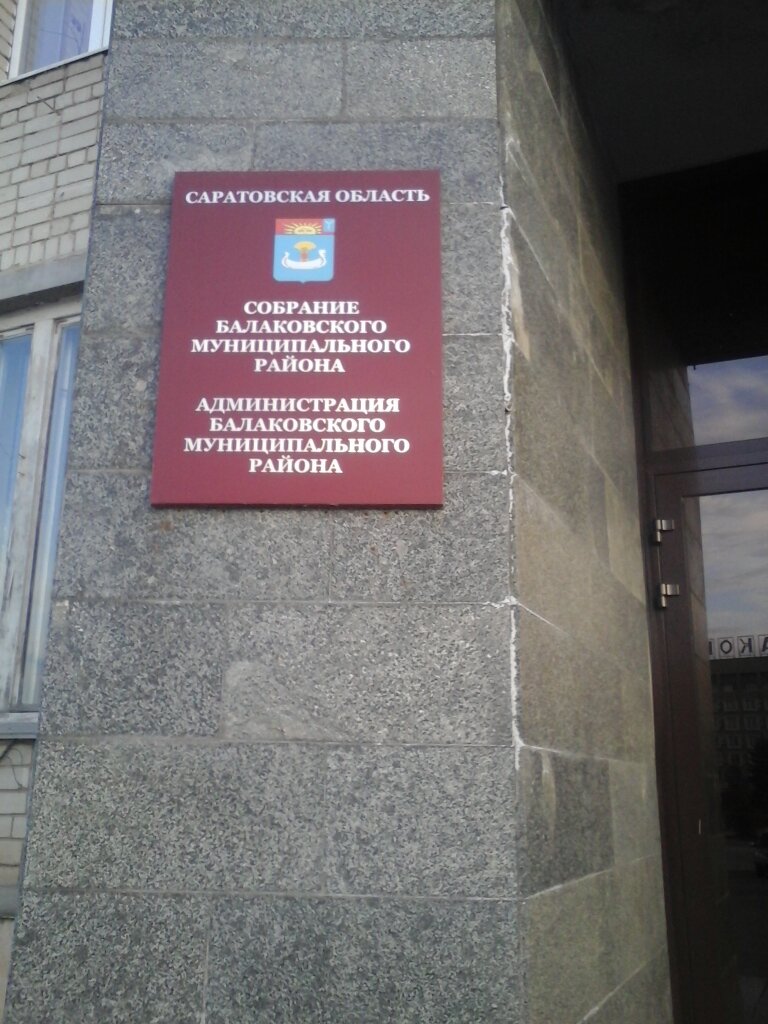 САРАТОВСКАЯ ОБЛАСТЬ
СОБРАНИЕ
БАЛАКОВСКОГО
МУНИЦИПАЛЬНОГО
РАЙОНА
АДМИНИСТРАЦИЯ
БАЛАКОВСКОГО
МУНИЦИПАЛЬНОГО
РАЙОНА